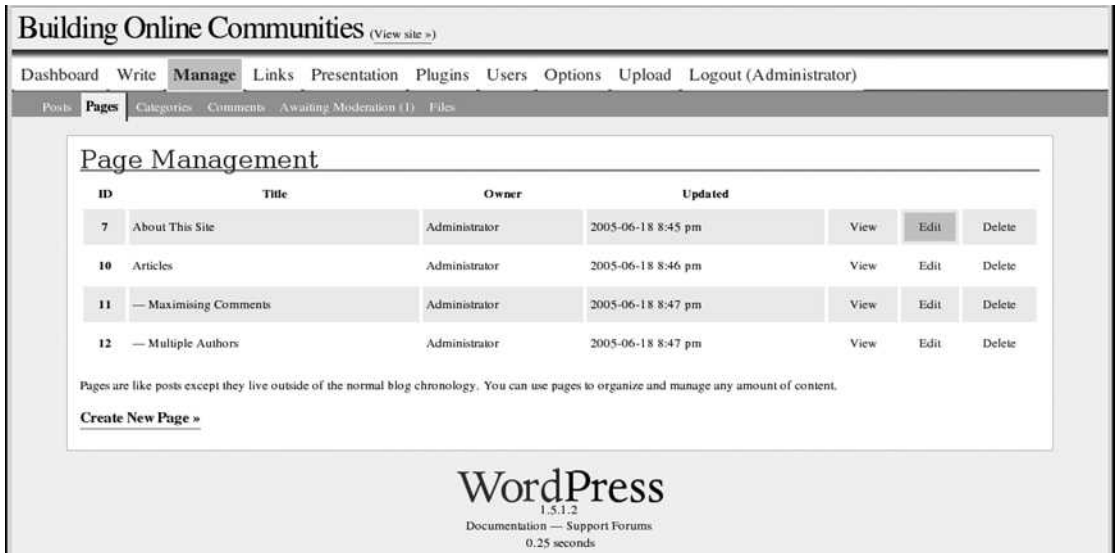 Building Online Communities (View site »)
Dashboard Write Manage Links Presentation Plugins Users Options Upload Logout (Administrator)
Posts Pages Categories Comments Awaiting Moderation (1) Files
Page Management
ID Title Owner Updated
7 About This Site Administrator 2005-06-18 8:45 pm View Edit Delete
10 Articles Administrator 2005-06-18 8:46 pm View Edit Delete
11 — Maximising Comments Administrator 2005-06-18 8:47 pm View Edit Delete
12 — Multiple Authors Administrator 2005-06-18 8:47 pm View Edit Delete
Pages are like posts except they live outside of the normal blog chronology. You can use pages to organize and manage any amount of content.
Create New Page »
WordPress
1.5.1.2
Documentation — Support Forums
0.25 seconds